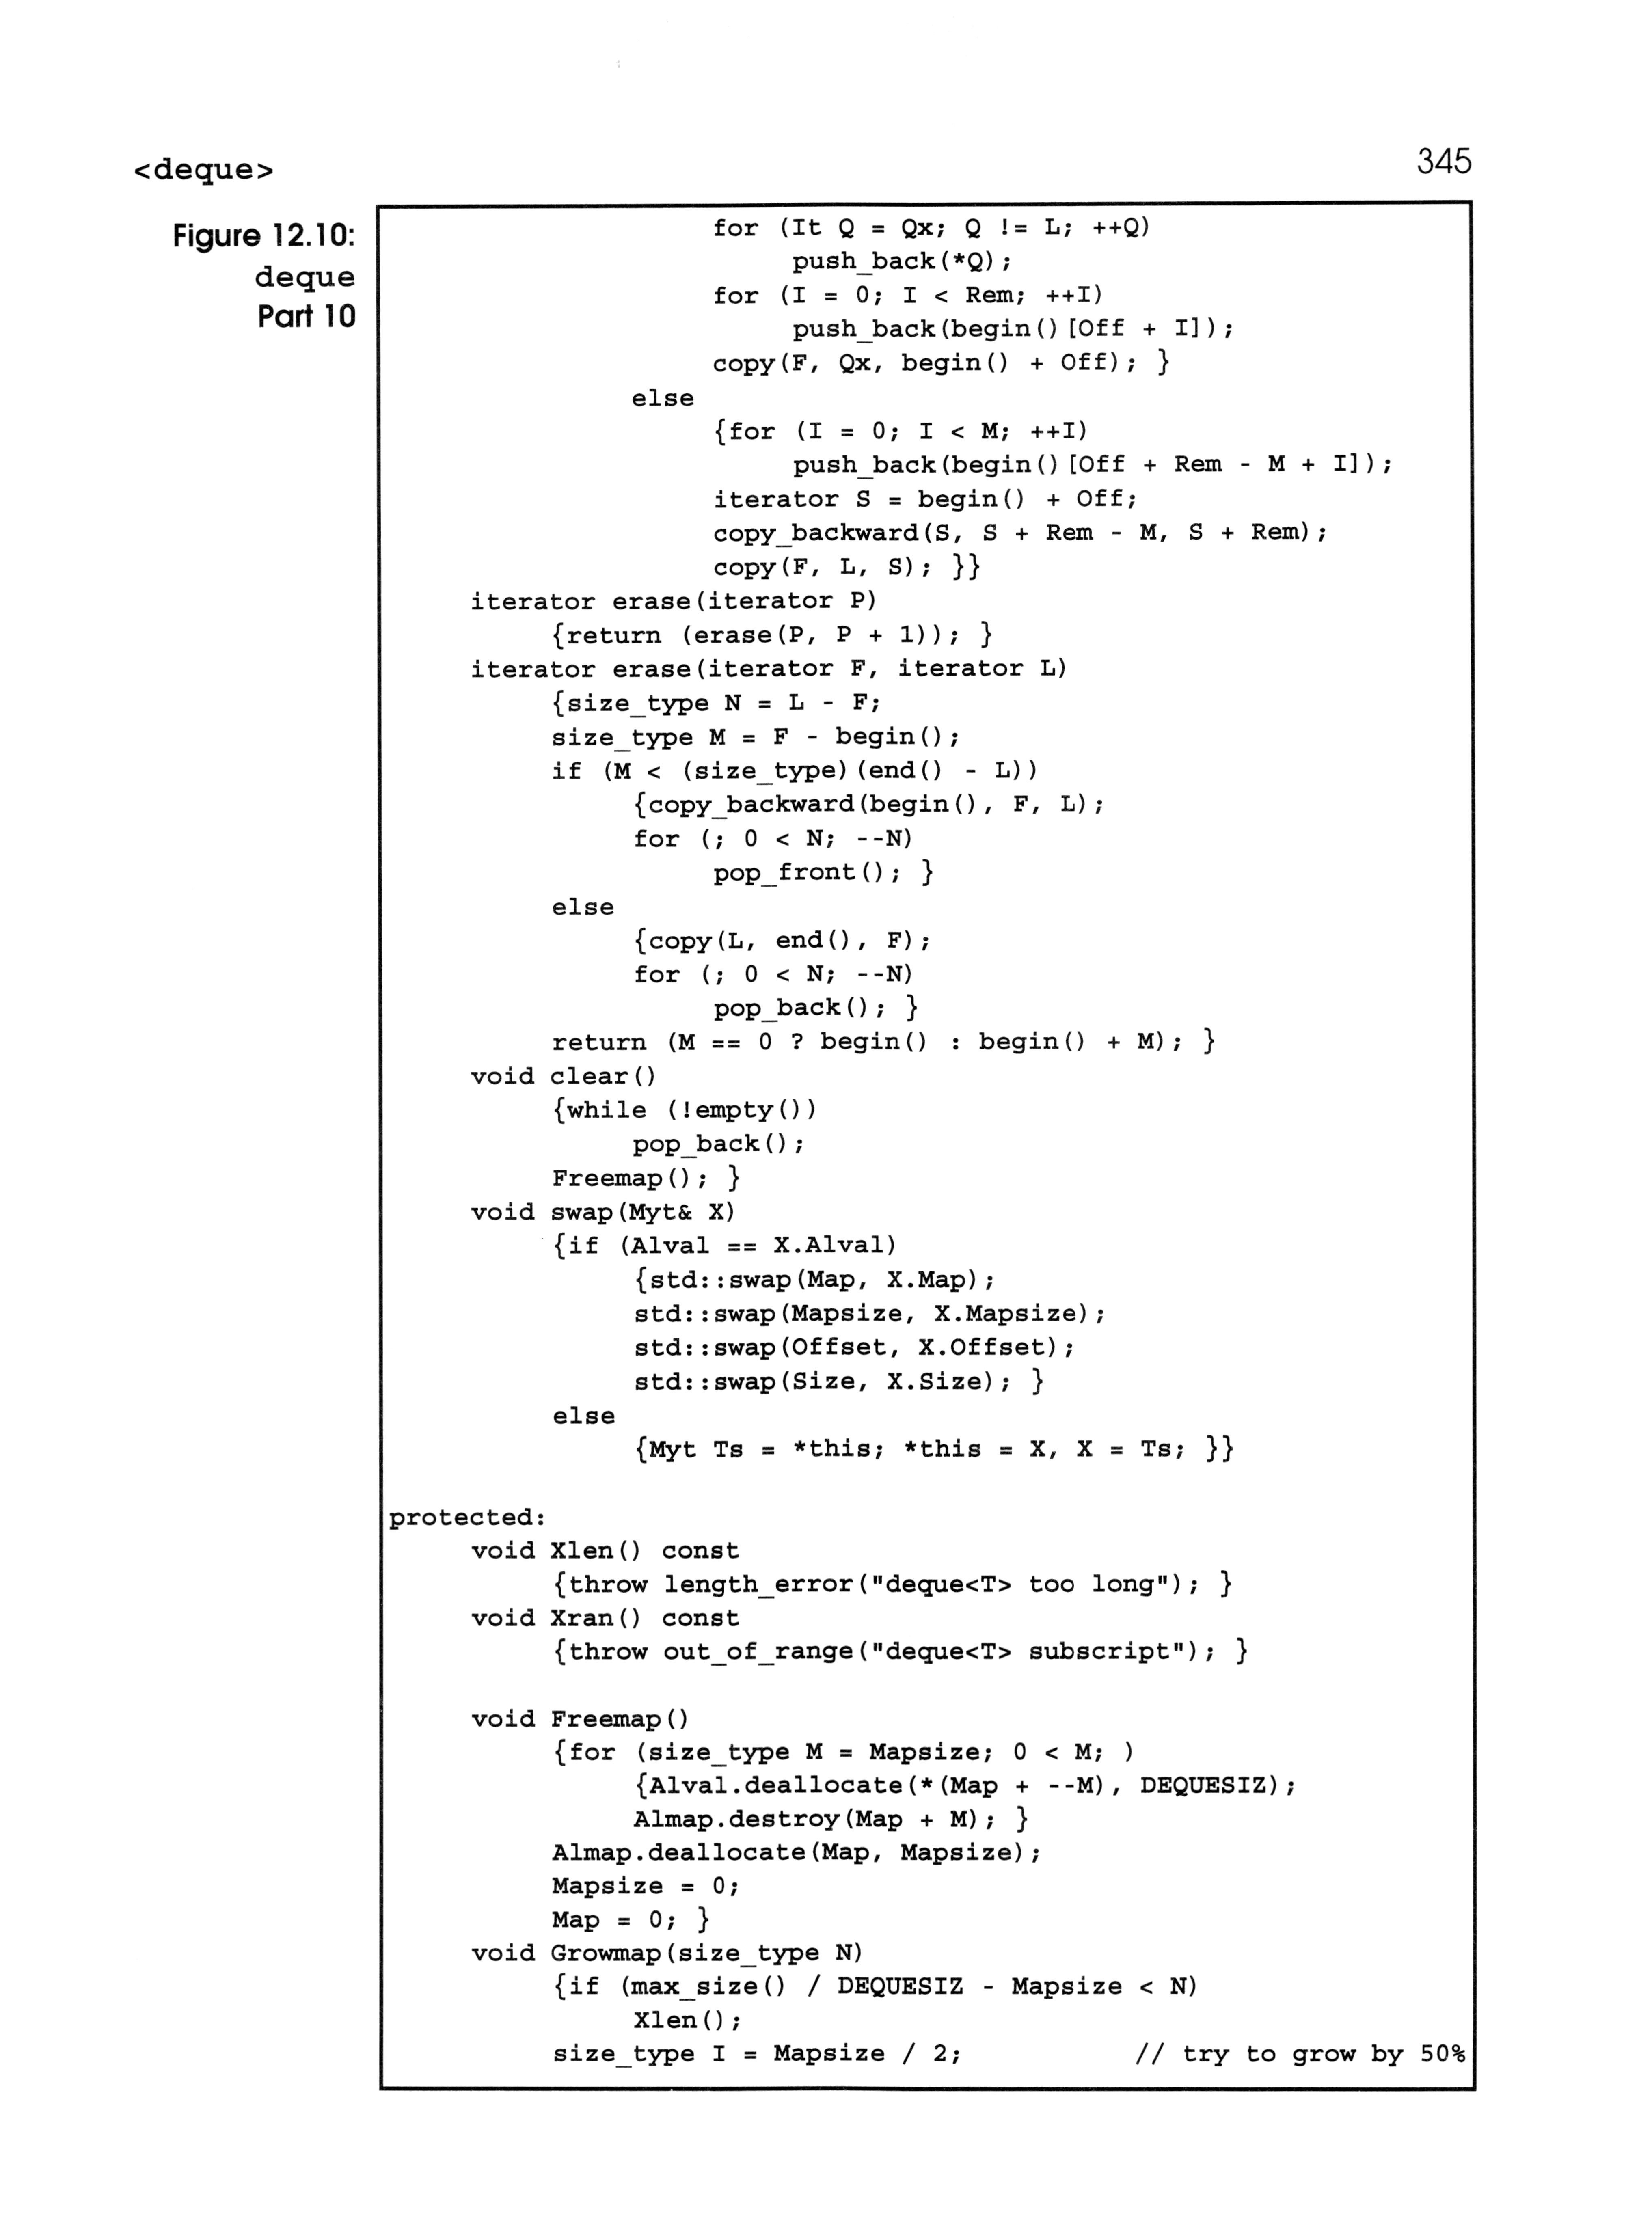 <deque>
345
Figure 12.10:
deque
Part 10
for (It Q = Qx; Q != L; ++Q)
push_back(*Q);
for (I = 0; I < Rem; ++I)
push_back(begin()[Off + I]);
copy(F, Qx, begin() + Off); }
else
{for (I = 0; I < M; ++I)
push_back(begin()[Off + Rem - M + I]);
iterator S = begin() + Off;
copy_backward(S, S + Rem - M, S + Rem);
copy(F, L, S); }}
iterator erase(iterator P)
{return (erase(P, P + 1)); }
iterator erase(iterator F, iterator L)
{size_type N = L - F;
size_type M = F - begin();
if (M < (size_type)(end() - L))
{copy_backward(begin(), F, L);
for (; 0 < N; --N)
pop_front(); }
else
{copy(L, end(), F);
for (; 0 < N; --N)
pop_back(); }
return (M == 0 ? begin() : begin() + M); }
void clear()
{while (!empty())
pop_back();
Freemap(); }
void swap(Myt& X)
{if (Alval == X.Alval)
{std::swap(Map, X.Map);
std::swap(Mapsize, X.Mapsize);
std::swap(Offset, X.Offset);
std::swap(Size, X.Size); }
else
{Myt Ts = *this; *this = X, X = Ts; }}
protected:
void Xlen() const
{throw length_error("deque<T> too long"); }
void Xran() const
{throw out_of_range("deque<T> subscript"); }
void Freemap()
{for (size_type M = Mapsize; 0 < M; )
{Alval.deallocate(*(Map + --M), DEQUESIZ);
Almap.destroy(Map + M); }
Almap.deallocate(Map, Mapsize);
Mapsize = 0;
Map = 0; }
void Growmap(size_type N)
{if (max_size() / DEQUESIZ - Mapsize < N)
Xlen();
size_type I = Mapsize / 2; // try to grow by 50%